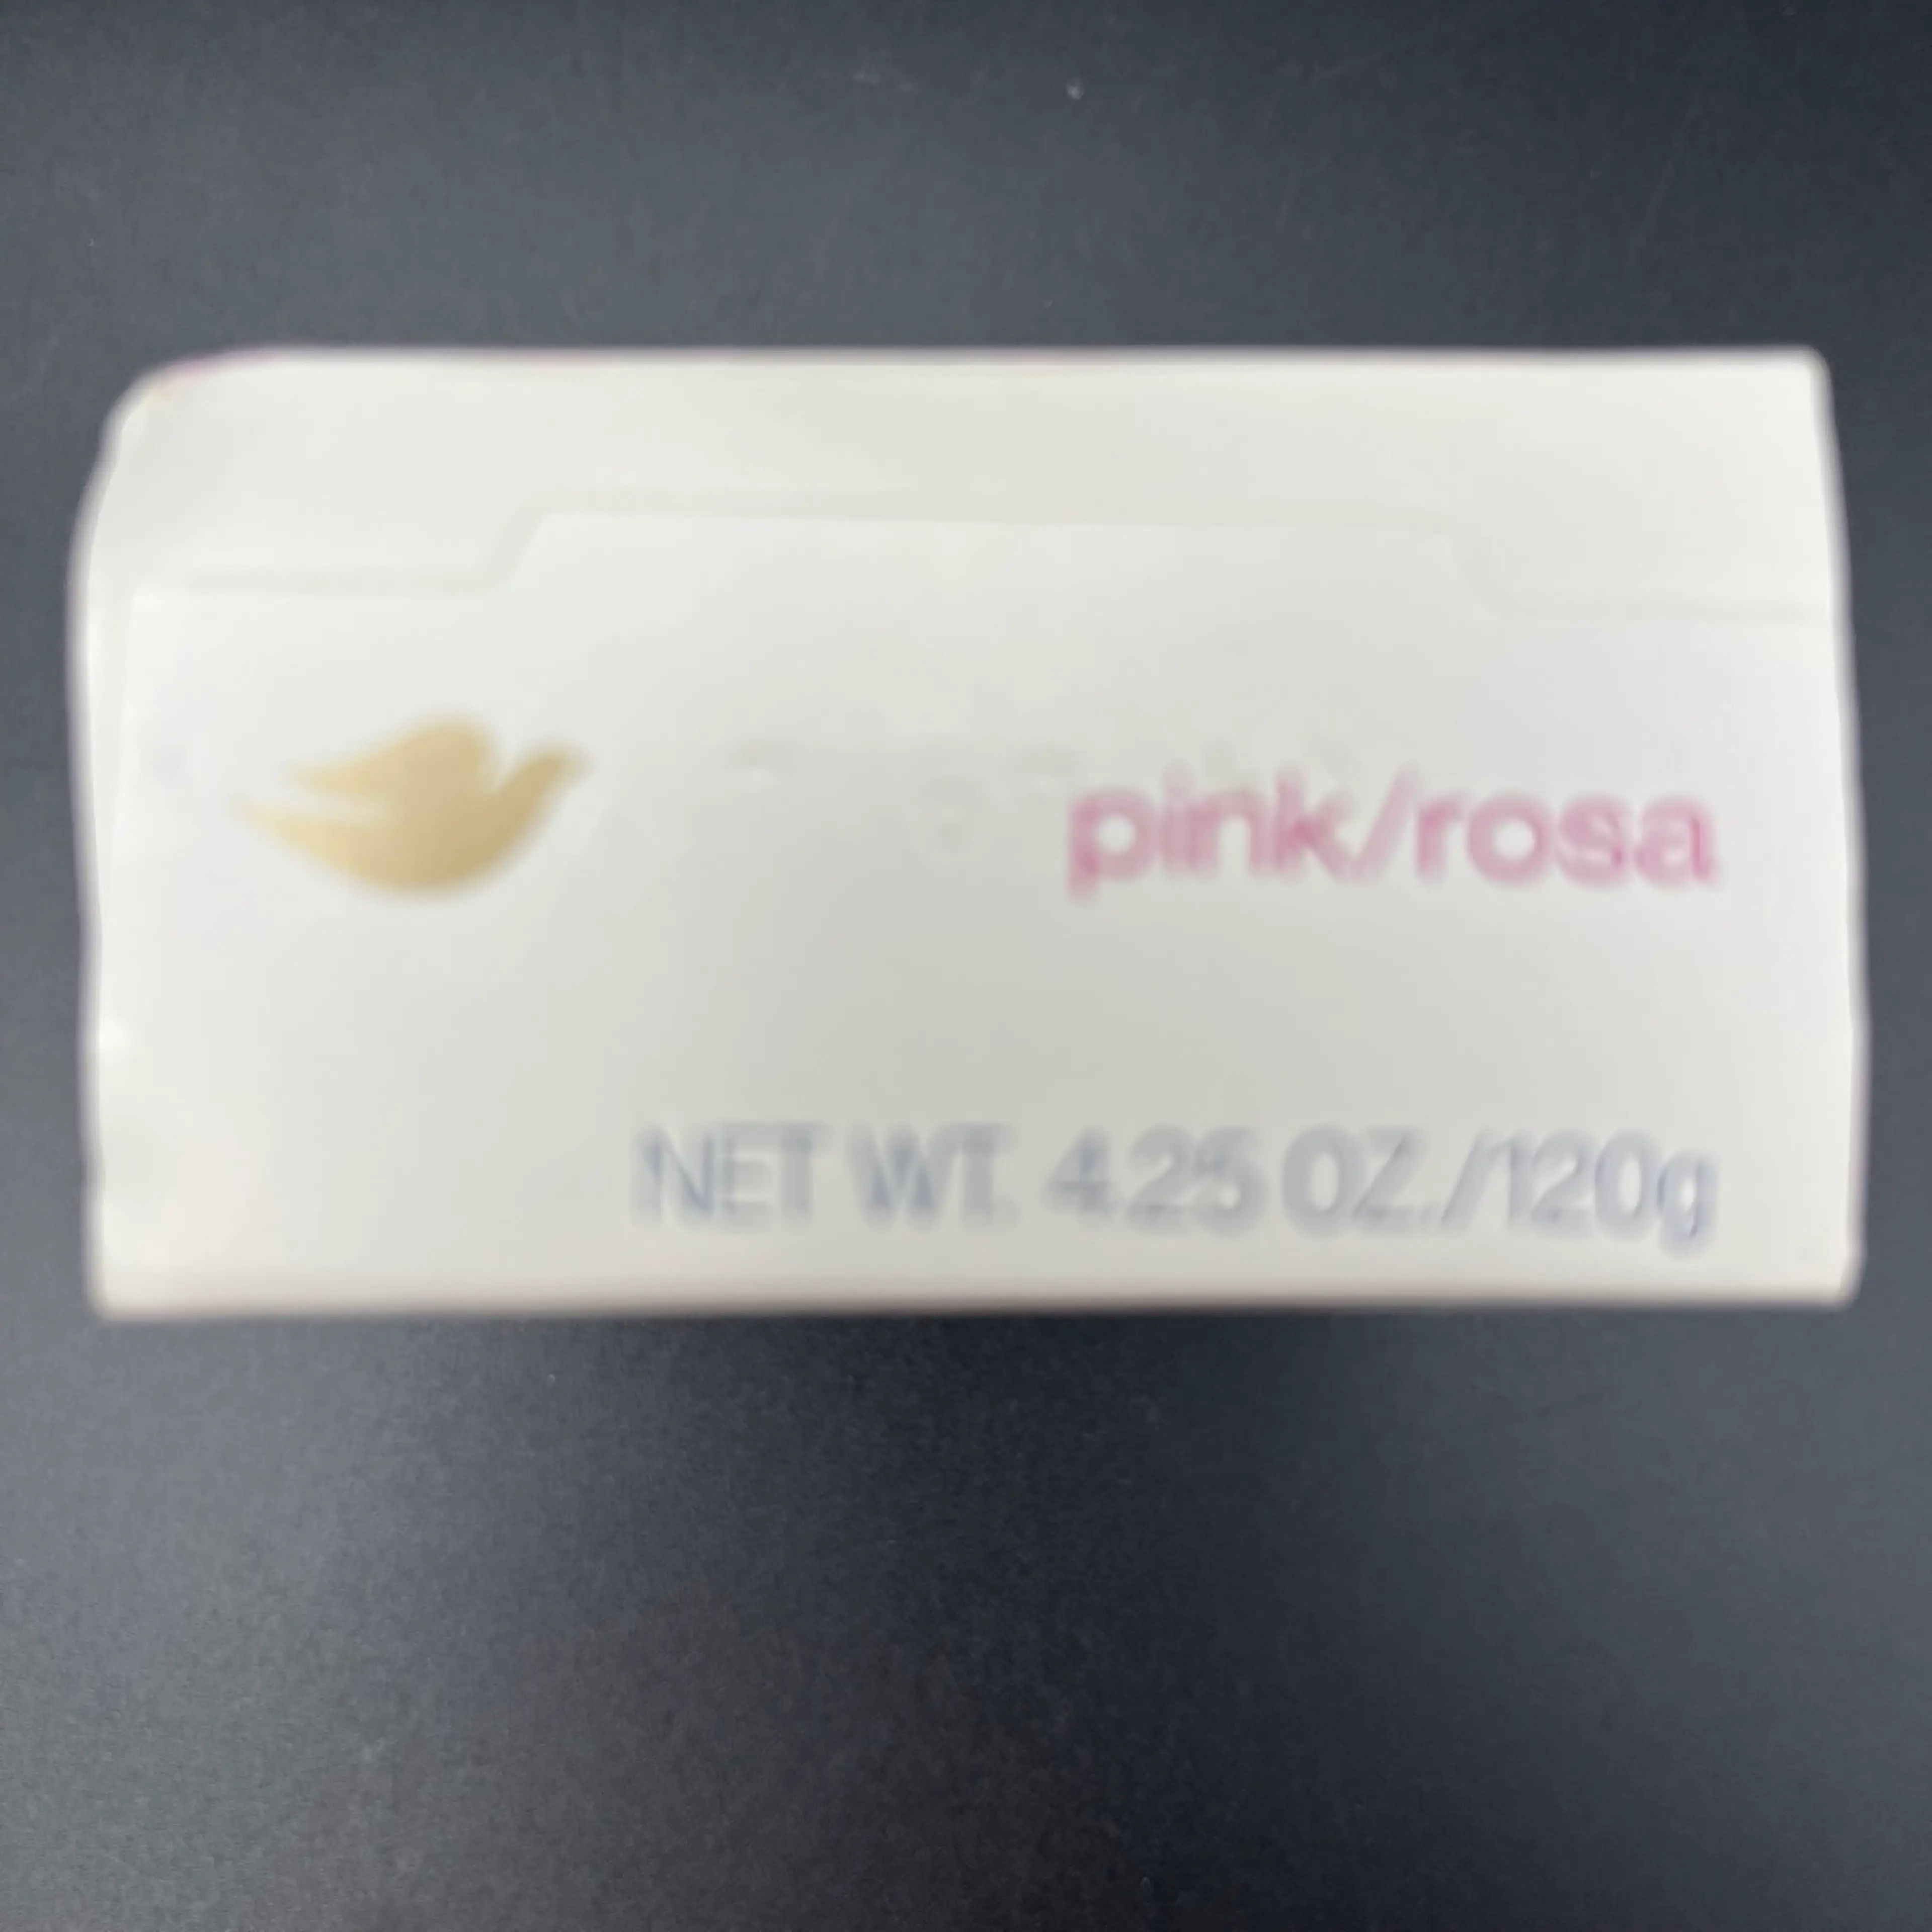 pink/rosa
NET WT. 4.25 OZ./120g